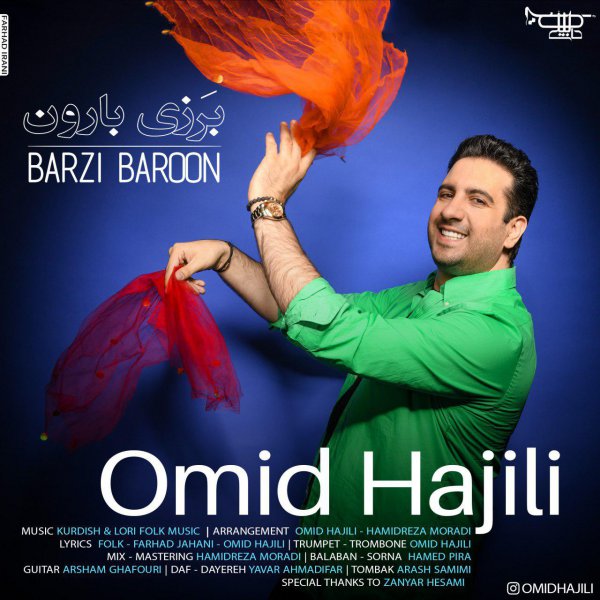 FARHAD IRANI
بَرزی بارون
BARZI BAROON
Omid Hajili
MUSIC KURDISH & LORI FOLK MUSIC | ARRANGEMENT OMID HAJILI - HAMIDREZA MORADI
LYRICS FOLK - FARHAD JAHANI - OMID HAJILI | TRUMPET - TROMBONE OMID HAJILI
MIX - MASTERING HAMIDREZA MORADI | BALABAN - SORNA HAMED PIRA
GUITAR ARSHAM GHAFOURI | DAF - DAYEREH YAVAR AHMADIFAR | TOMBAK ARASH SAMIMI
SPECIAL THANKS TO ZANYAR HESAMI
OMIDHAJILI